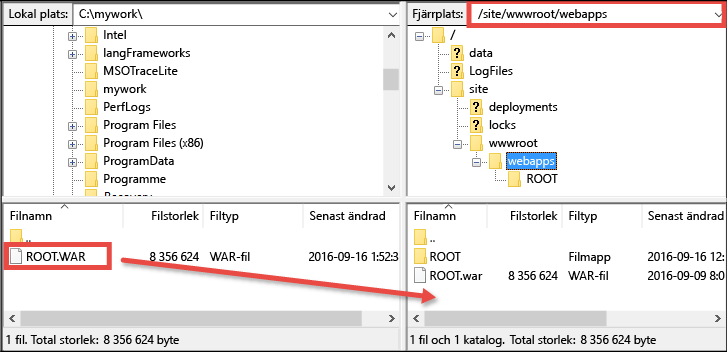 Lokal plats: C:\mywork\
Intel
langFrameworks
MSOTraceLite
mywork
PerfLogs
Program Files
Program Files (x86)
ProgramData
Programme
Filnamn Filstorlek Filtyp Senast ändrad
..
ROOT.WAR 8 356 624 WAR-fil 2016-09-16 1:52:3
1 fil. Total storlek: 8 356 624 byte
Fjärrplats: /site/wwwroot/webapps
/
? data
? LogFiles
site
? deployments
? locks
wwwroot
webapps
ROOT
Filnamn Filstorlek Filtyp Senast ändrad
..
ROOT Filmapp 2016-09-16 12:
ROOT.war 8 356 624 WAR-fil 2016-09-09 8:0
1 fil och 1 katalog. Total storlek: 8 356 624 byte